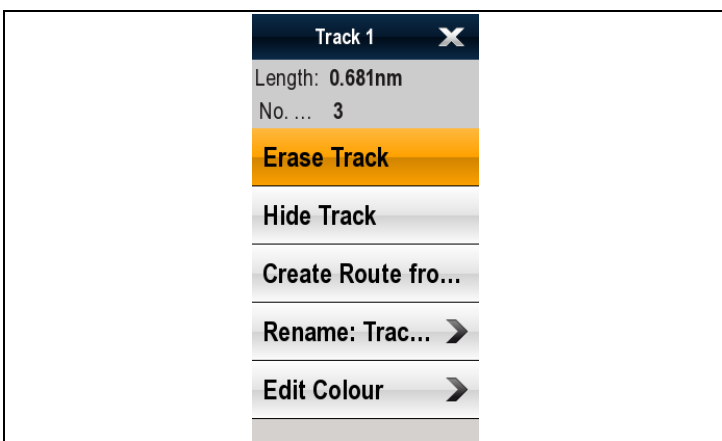 Track 1
Length: 0.681nm
No. ... 3
Erase Track
Hide Track
Create Route fro...
Rename: Trac...
Edit Colour